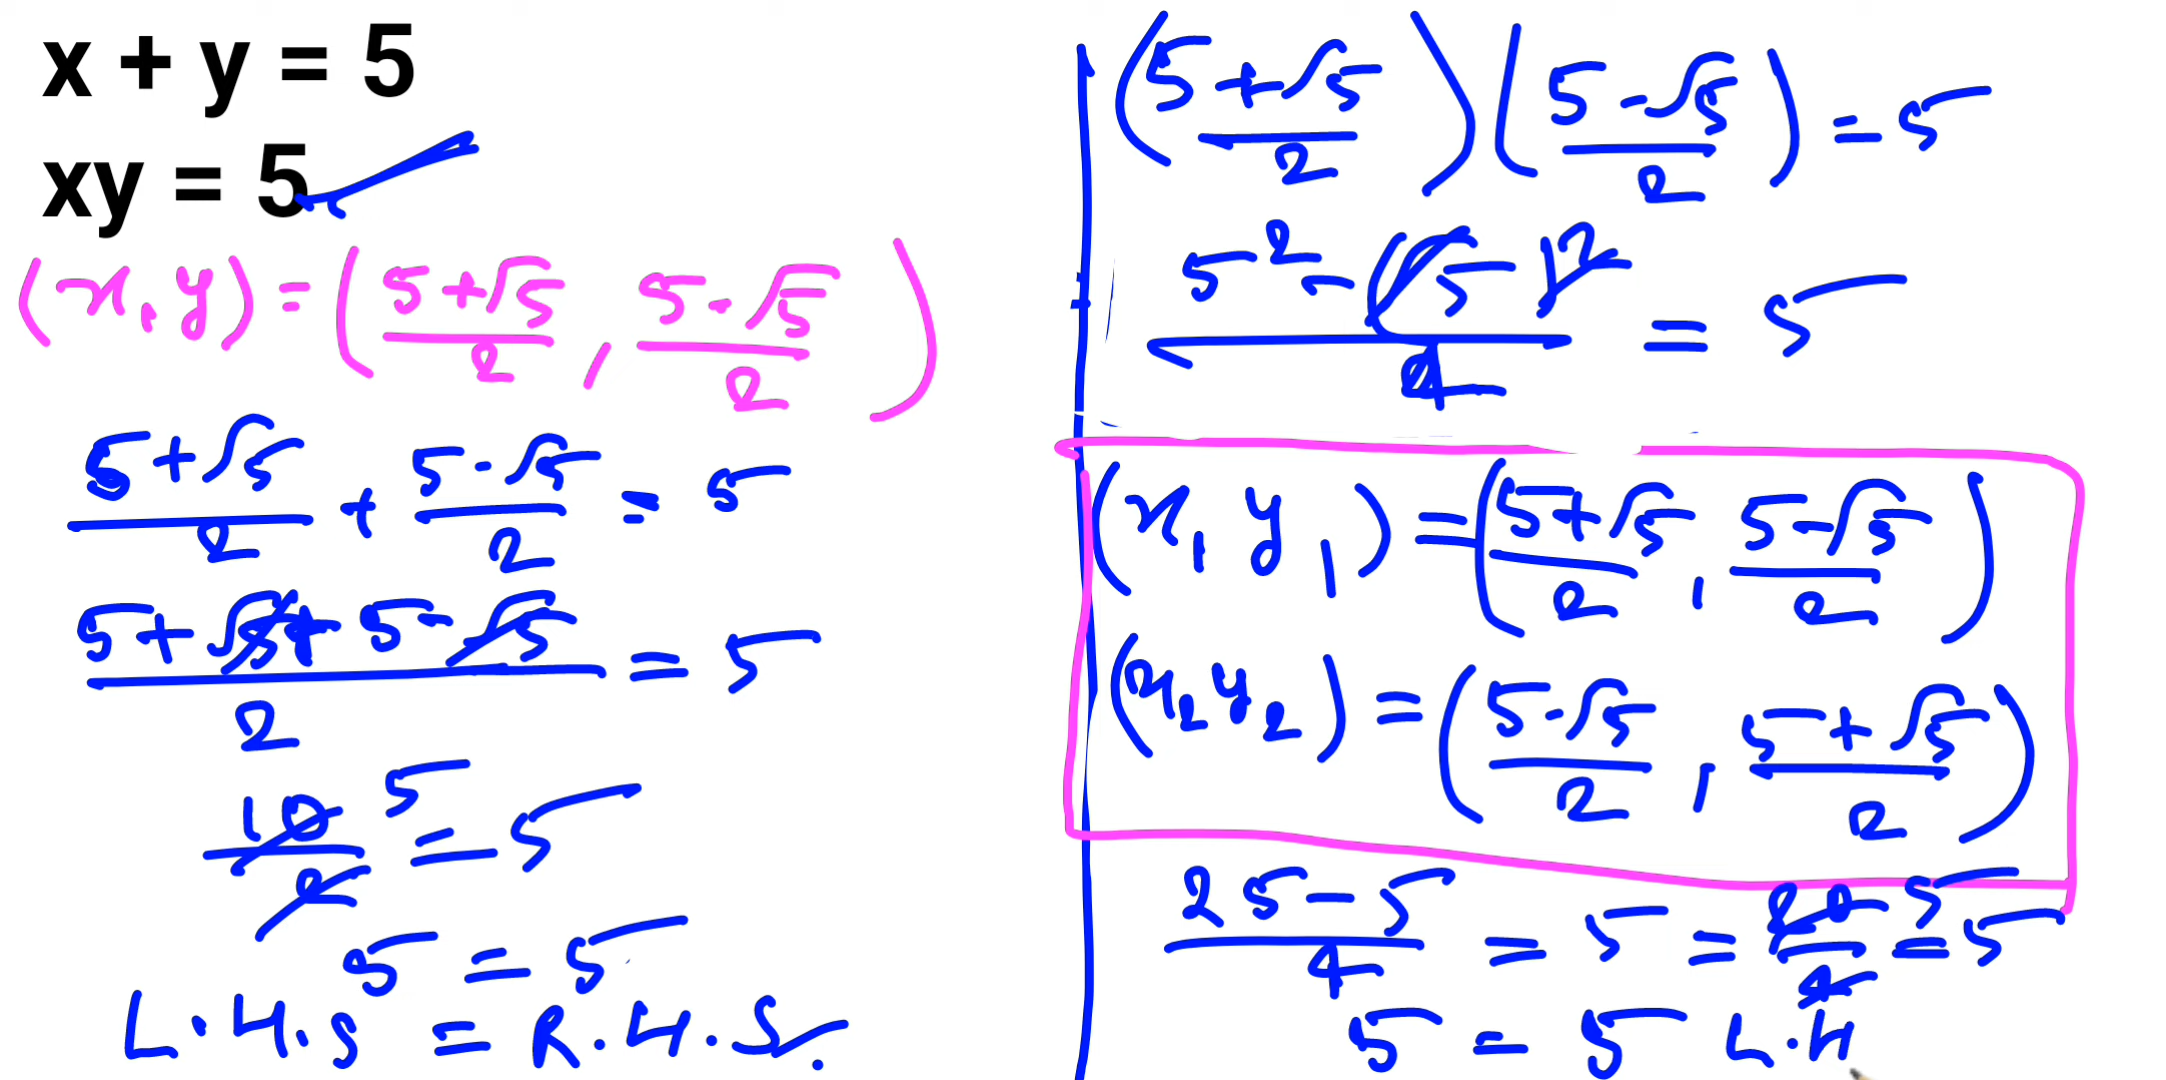 x + y = 5
xy = 5
(x, y) = (5+√5/2, 5-√5/2)
5+√5/2 + 5-√5/2 = 5
5+√5+5-√5/2 = 5
10/2 5 = 5
5 = 5
L.H.S = R.H.S.
(5+√5/2)(5-√5/2) = 5
5²-(√5)²/4 = 5
(x₁ y₁) = (5+√5/2, 5-√5/2)
(x₂ y₂) = (5-√5/2, 5+√5/2)
25-5/4 = 5 = 20/4 5 = 5
5 = 5 L.H